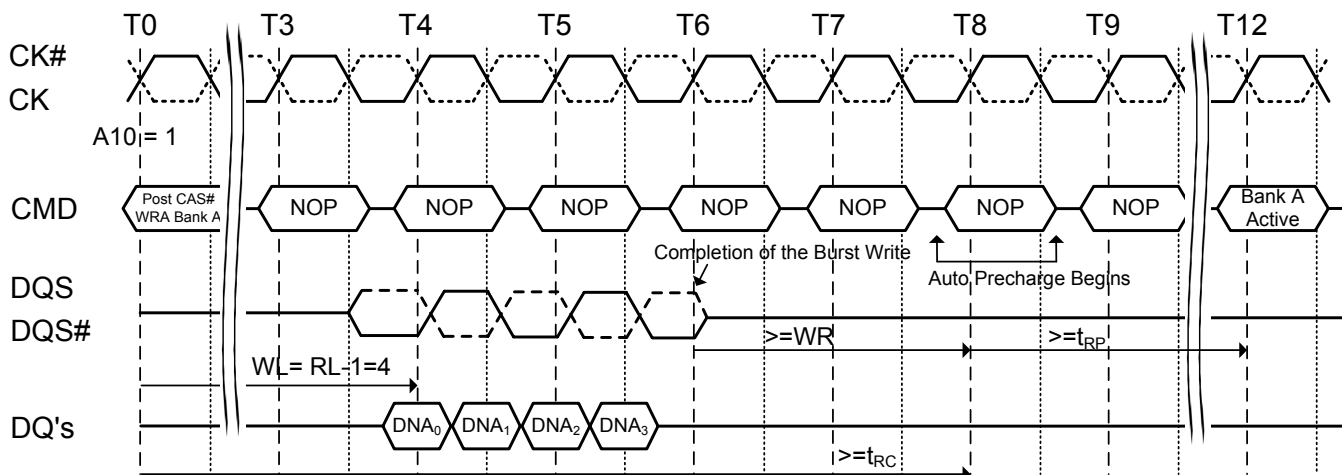 T0 T3 T4 T5 T6 T7 T8 T9 T12
CK#
CK
A10 = 1
CMD
Post CAS#
WRA Bank A
NOP NOP NOP NOP NOP NOP NOP
Bank A
Active
Completion of the Burst Write
Auto Precharge Begins
DQS
DQS#
>=WR
>=tRP
WL= RL-1=4
DQ's
DNA0 DNA1 DNA2 DNA3
>=tRC